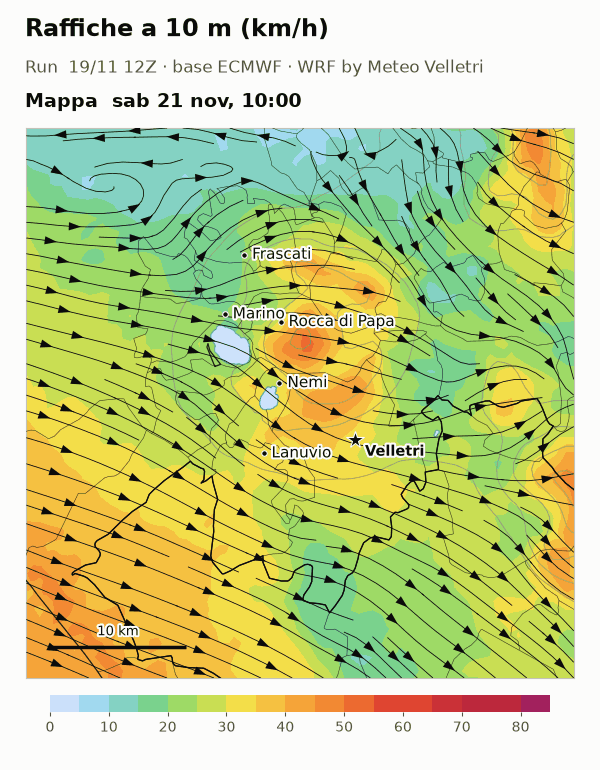 Raffiche a 10 m (km/h)
Run  19/11 12Z · base ECMWF · WRF by Meteo Velletri
Mappa  sab 21 nov, 10:00
Frascati
Marino
Rocca di Papa
Nemi
Velletri
Lanuvio
10 km
0 10 20 30 40 50 60 70 80